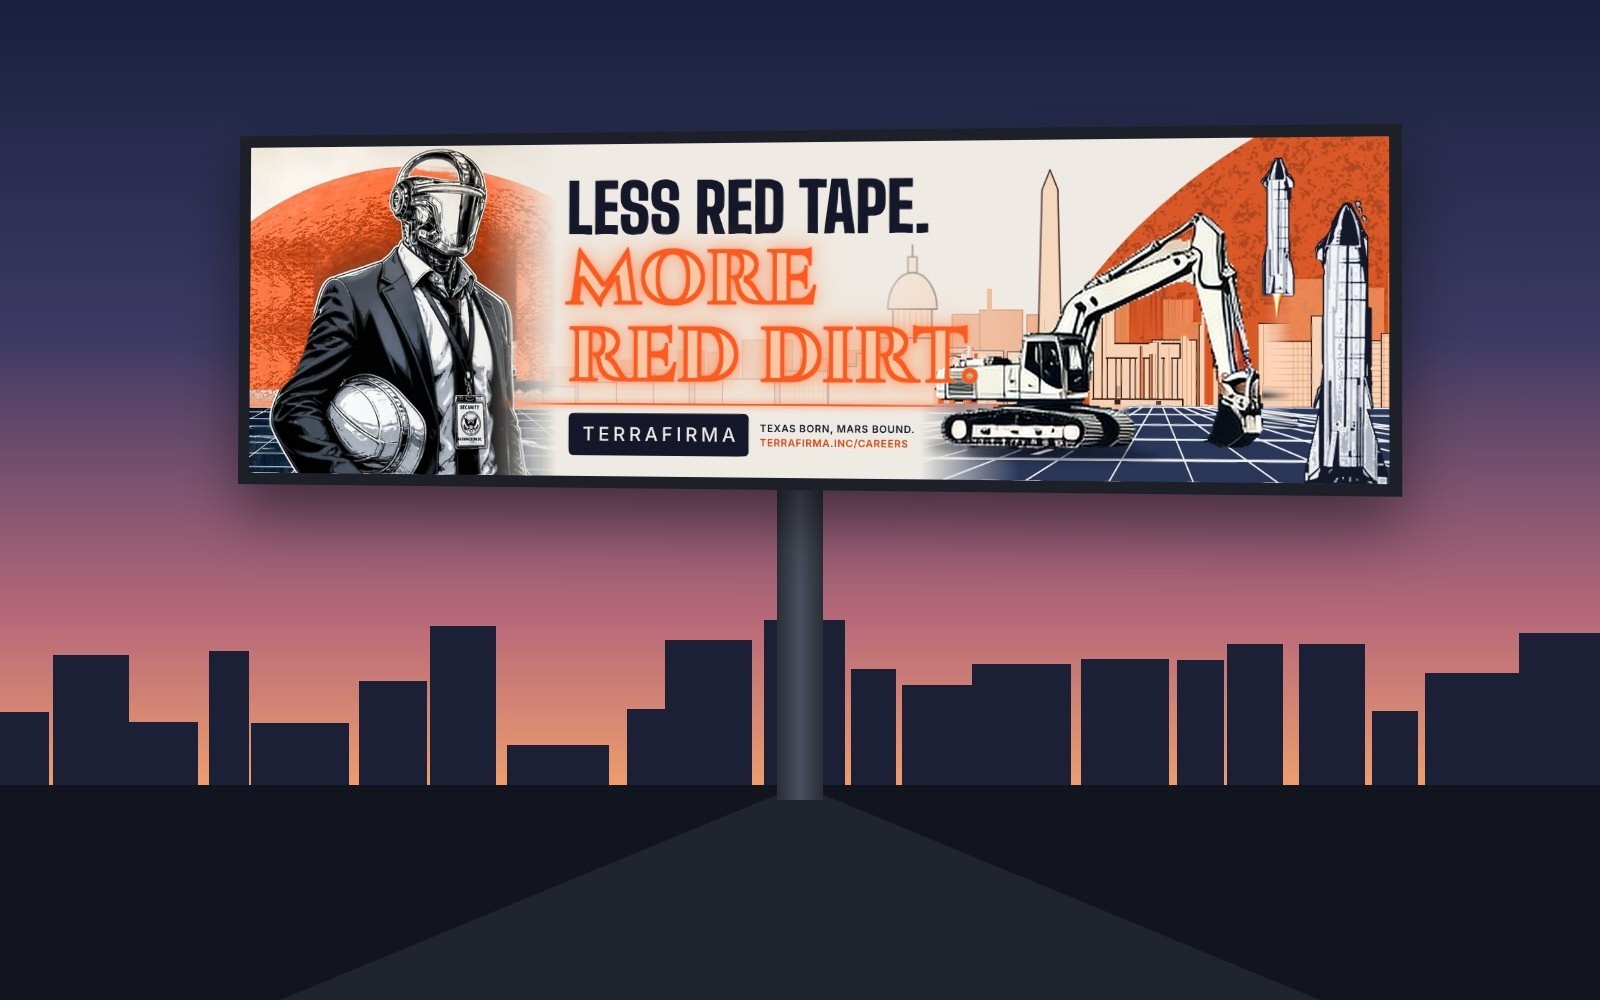 LESS RED TAPE.
MORE
RED DIRT.
TERRAFIRMA
TEXAS BORN, MARS BOUND.
TERRAFIRMA.INC/CAREERS
SECURITY